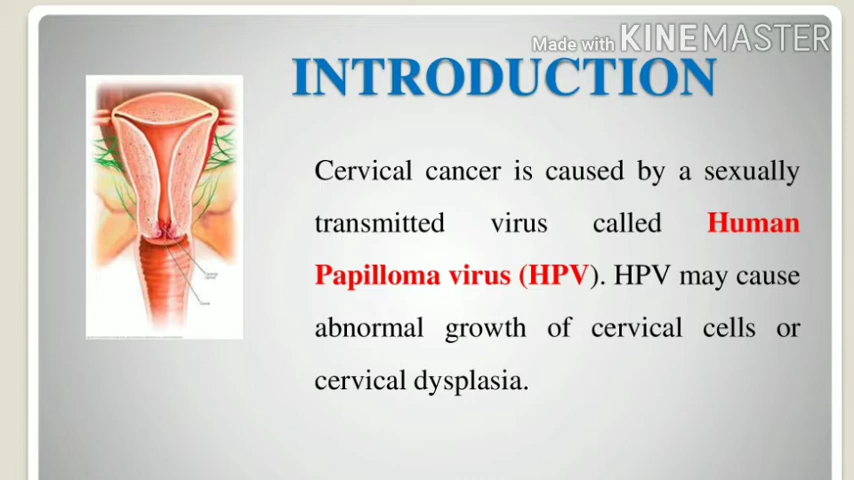 Made with KINEMASTER
INTRODUCTION
Cervical cancer is caused by a sexually
transmitted virus called Human
Papilloma virus (HPV). HPV may cause
abnormal growth of cervical cells or
cervical dysplasia.